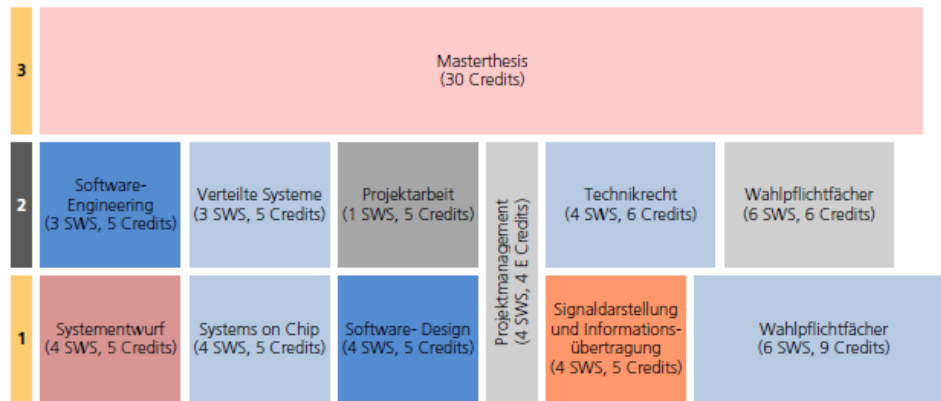 3
Masterthesis
(30 Credits)
2
Software-
Engineering
(3 SWS, 5 Credits)
Verteilte Systeme
(3 SWS, 5 Credits)
Projektarbeit
(1 SWS, 5 Credits)
Projektmanagement
(4 SWS, 4 E Credits)
Technikrecht
(4 SWS, 6 Credits)
Wahlpflichtfächer
(6 SWS, 6 Credits)
1
Systementwurf
(4 SWS, 5 Credits)
Systems on Chip
(4 SWS, 5 Credits)
Software- Design
(4 SWS, 5 Credits)
Signaldarstellung
und Informations-
übertragung
(4 SWS, 5 Credits)
Wahlpflichtfächer
(6 SWS, 9 Credits)